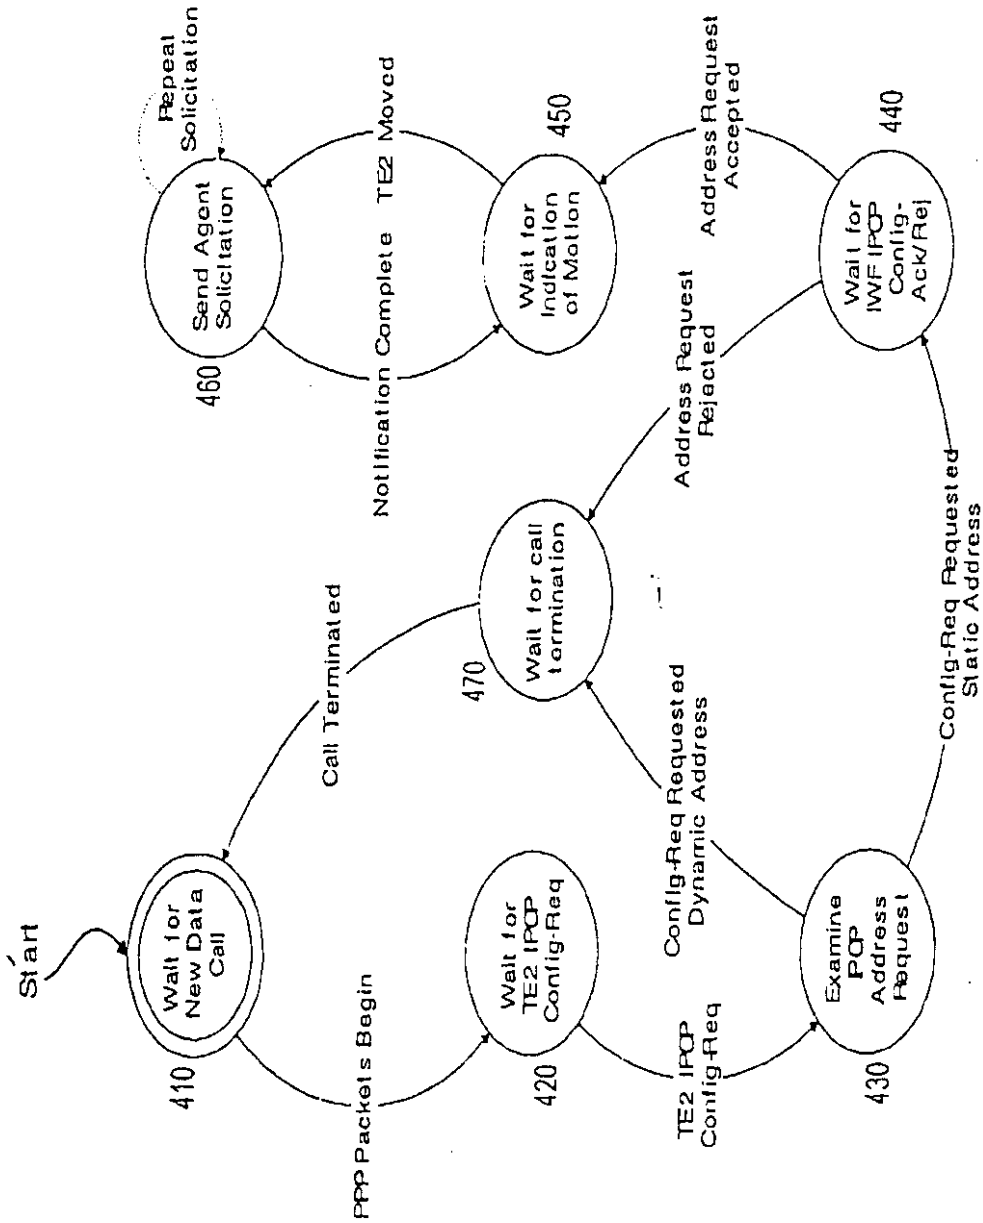 Start
Wait for
New Data
Call
410
PPP Packets Begin
Wait for
TE2 IPCP
Config-Req
420
TE2 IPCP
Config-Req
Examine
PCP
Address
Request
430
Config-Req Requested
Dynamic Address
Config-Req Requested
Static Address
Call Terminated
Wait for call
termination
470
Address Request
Rejected
Wait for
IWF IPCP
Config-
Ack/Rej
440
Address Request
Accepted
Wait for
Indication
of Motion
450
Notification Complete
TE2 Moved
Send Agent
Solicitation
460
Repeat
Solicitation